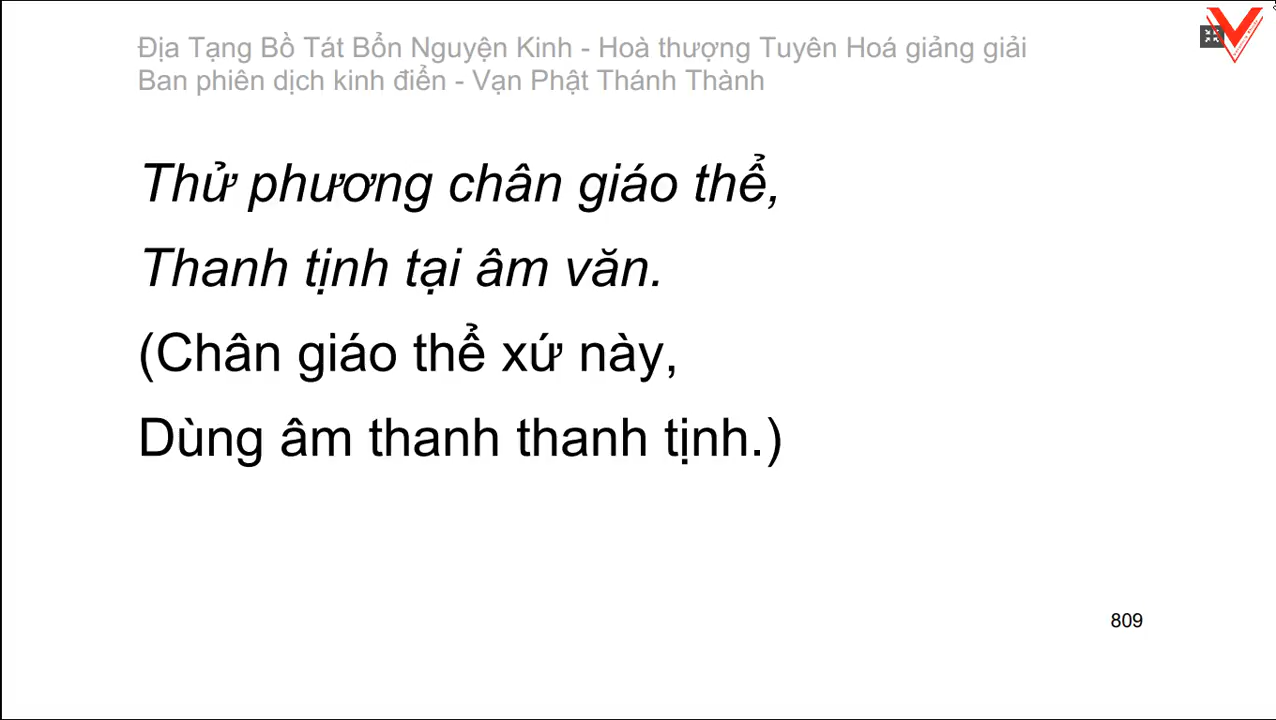 Địa Tạng Bồ Tát Bổn Nguyện Kinh - Hoà thượng Tuyên Hoá giảng giải
Ban phiên dịch kinh điển - Vạn Phật Thánh Thành
Thử phương chân giáo thể,
Thanh tịnh tại âm văn.
(Chân giáo thể xứ này,
Dùng âm thanh thanh tịnh.)
809